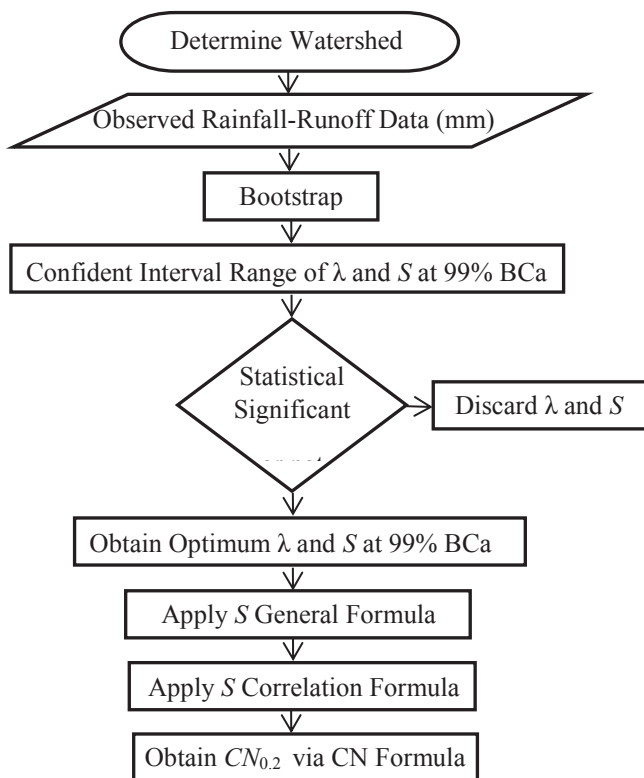 Determine Watershed
Observed Rainfall-Runoff Data (mm)
Bootstrap
Confident Interval Range of λ and S at 99% BCa
Statistical
Significant
Discard λ and S
Obtain Optimum λ and S at 99% BCa
Apply S General Formula
Apply S Correlation Formula
Obtain CN0.2 via CN Formula